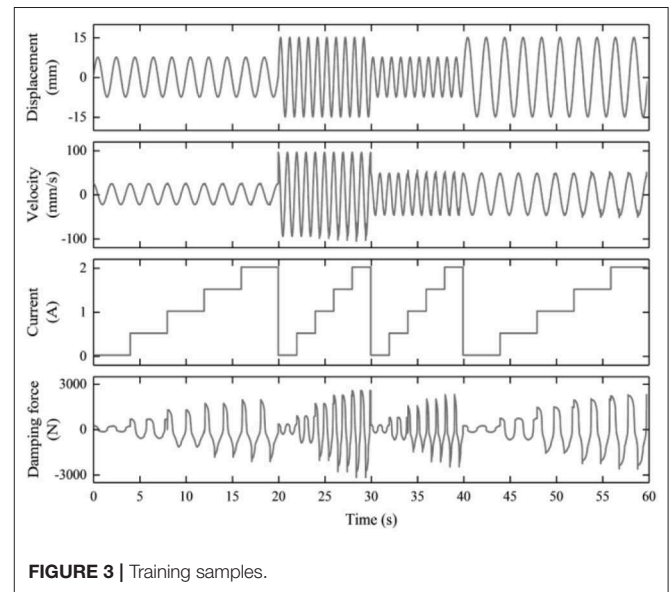 Displacement
(mm)
15
0
-15
Velocity
(mm/s)
100
0
-100
Current
(A)
2
1
0
Damping force
(N)
3000
0
-3000
0 5 10 15 20 25 30 35 40 45 50 55 60
Time (s)
FIGURE 3 | Training samples.